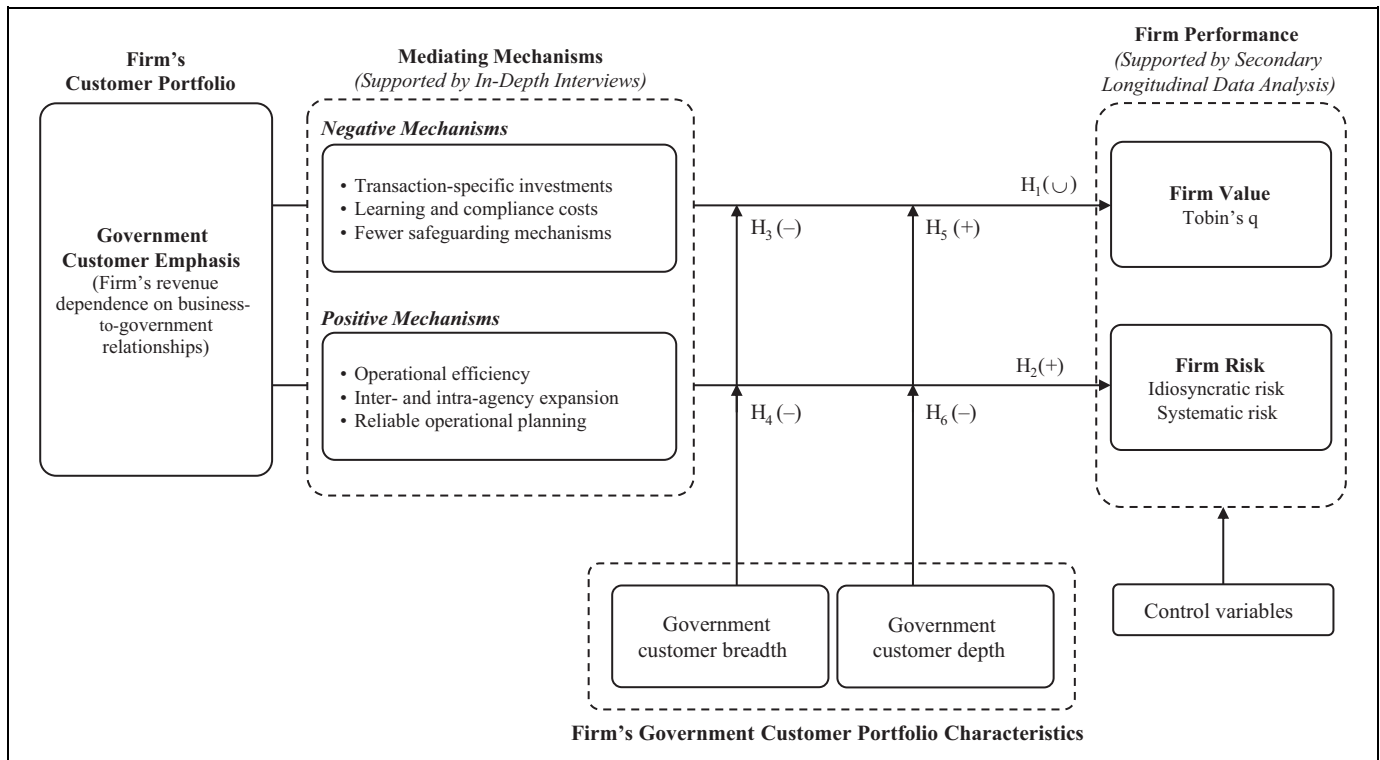 Firm's
Customer Portfolio
Government
Customer Emphasis
(Firm's revenue
dependence on business-
to-government
relationships)
Mediating Mechanisms
(Supported by In-Depth Interviews)
Negative Mechanisms
• Transaction-specific investments
• Learning and compliance costs
• Fewer safeguarding mechanisms
Positive Mechanisms
• Operational efficiency
• Inter- and intra-agency expansion
• Reliable operational planning
H₁(∪)
H₃(–)
H₅(+)
H₂(+)
H₄(–)
H₆(–)
Firm Performance
(Supported by Secondary
Longitudinal Data Analysis)
Firm Value
Tobin's q
Firm Risk
Idiosyncratic risk
Systematic risk
Control variables
Government
customer breadth
Government
customer depth
Firm's Government Customer Portfolio Characteristics